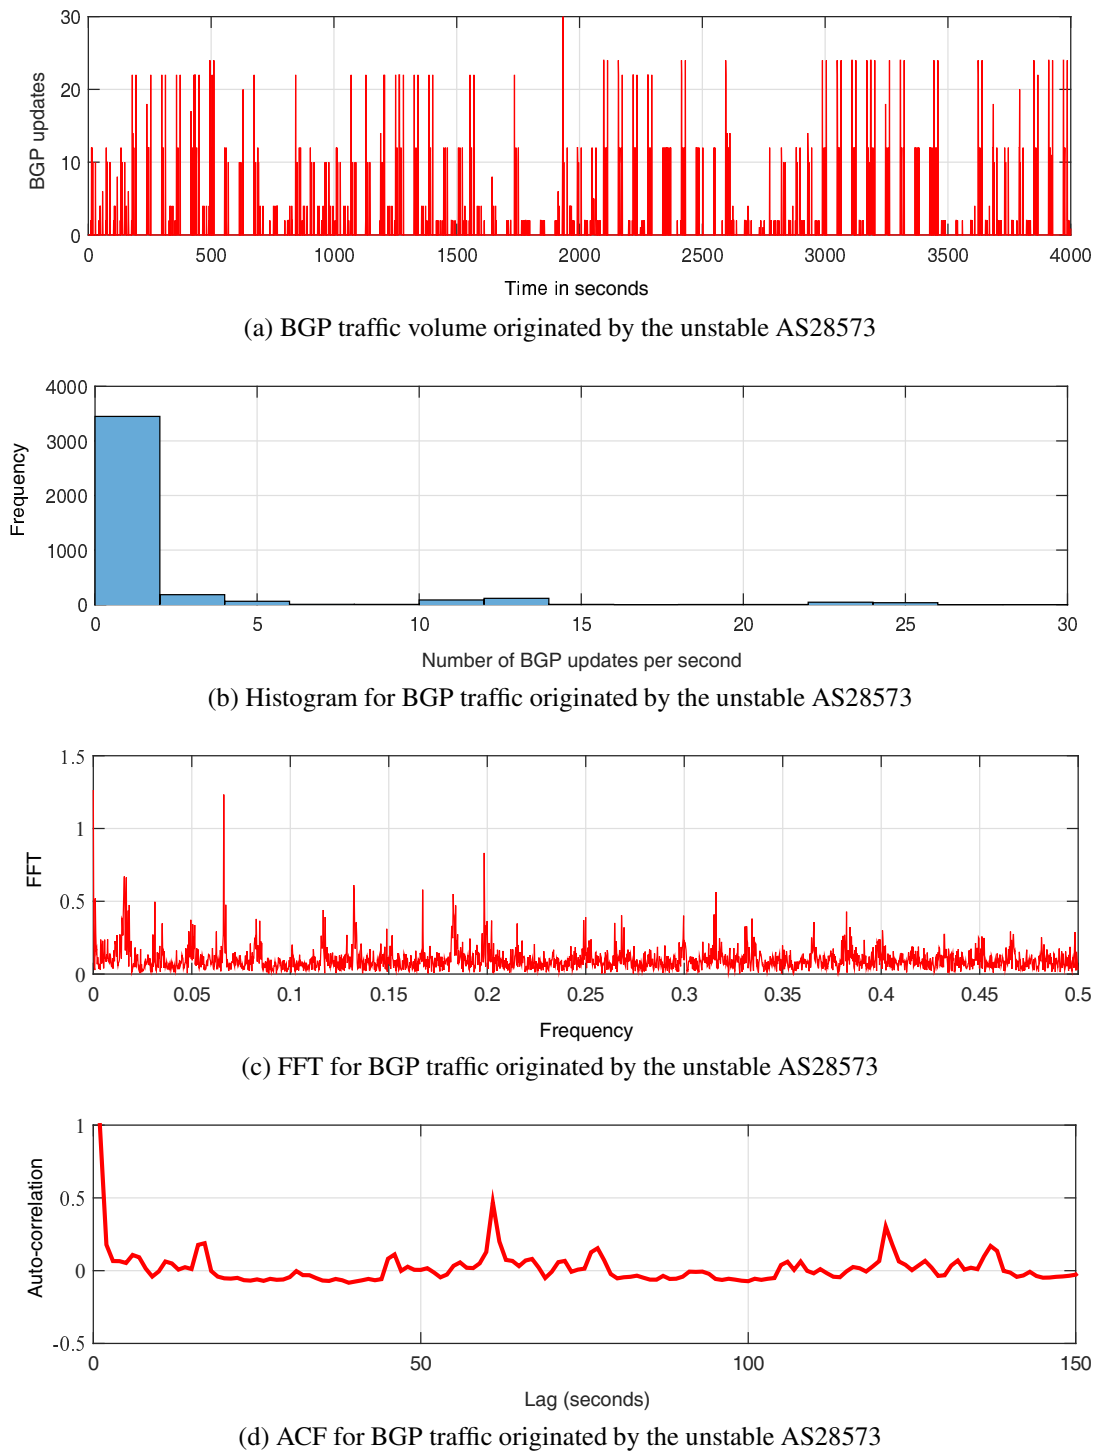 30
20
10
0
BGP updates
0 500 1000 1500 2000 2500 3000 3500 4000
Time in seconds
(a) BGP traffic volume originated by the unstable AS28573
4000
3000
2000
1000
0
Frequency
0 5 10 15 20 25 30
Number of BGP updates per second
(b) Histogram for BGP traffic originated by the unstable AS28573
1.5
1
0.5
0
FFT
0 0.05 0.1 0.15 0.2 0.25 0.3 0.35 0.4 0.45 0.5
Frequency
(c) FFT for BGP traffic originated by the unstable AS28573
1
0.5
0
-0.5
Auto-correlation
0 50 100 150
Lag (seconds)
(d) ACF for BGP traffic originated by the unstable AS28573